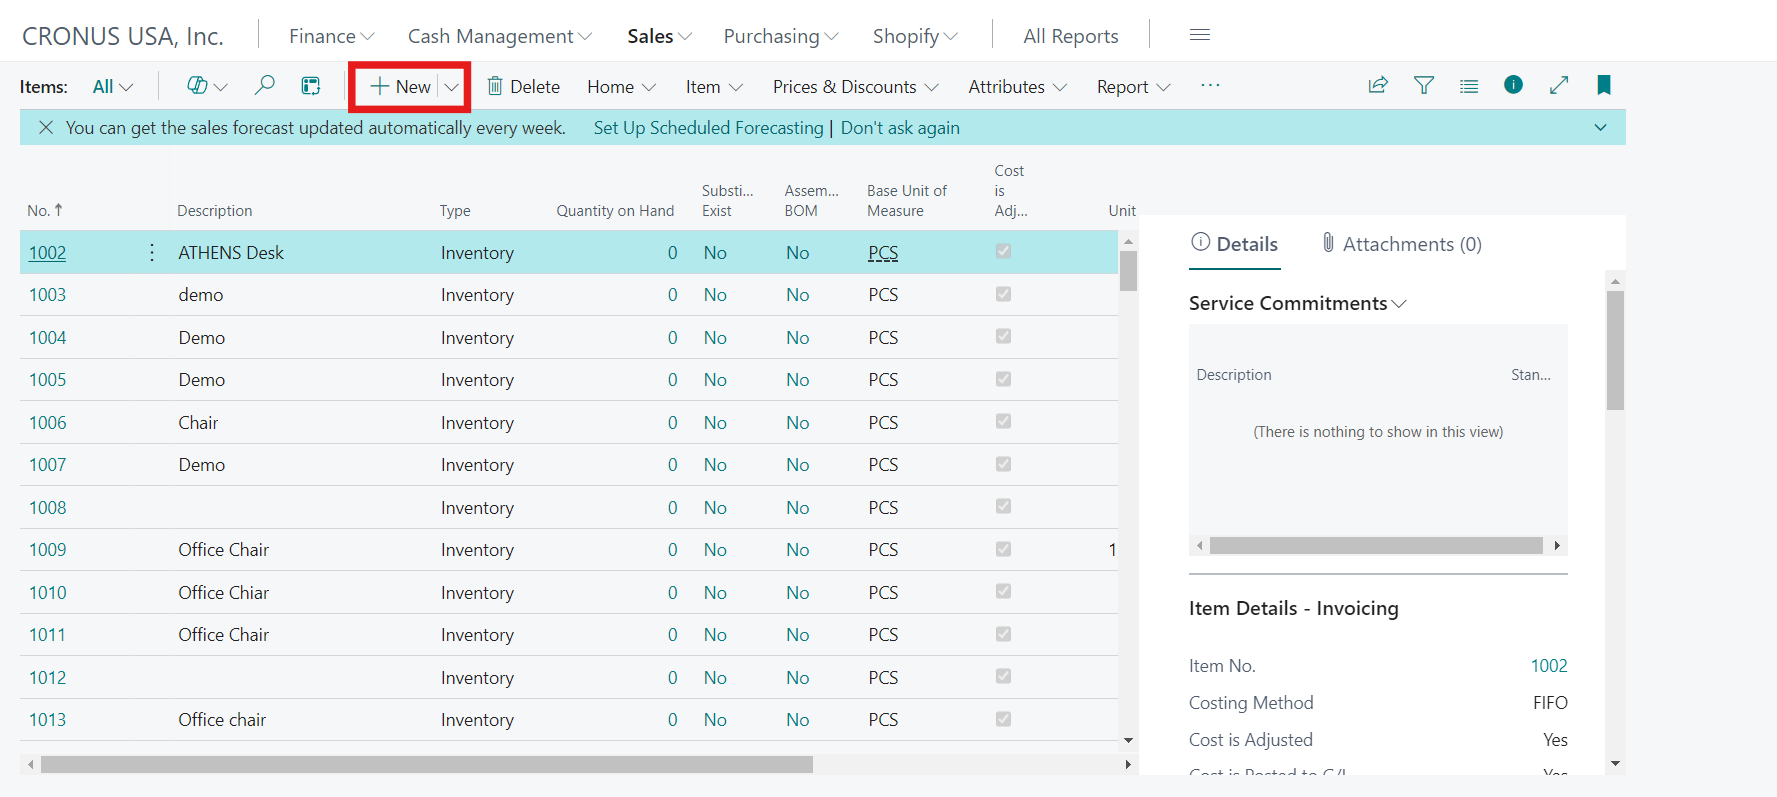 CRONUS USA, Inc. Finance Cash Management Sales Purchasing Shopify All Reports
Items: All New Delete Home Item Prices & Discounts Attributes Report ...
You can get the sales forecast updated automatically every week. Set Up Scheduled Forecasting | Don't ask again
No. ↑ Description Type Quantity on Hand Substi... Exist Assem... BOM Base Unit of Measure Cost is Adj... Unit
1002 ATHENS Desk Inventory 0 No No PCS
1003 demo Inventory 0 No No PCS
1004 Demo Inventory 0 No No PCS
1005 Demo Inventory 0 No No PCS
1006 Chair Inventory 0 No No PCS
1007 Demo Inventory 0 No No PCS
1008 Inventory 0 No No PCS
1009 Office Chair Inventory 0 No No PCS 1
1010 Office Chiar Inventory 0 No No PCS
1011 Office Chair Inventory 0 No No PCS
1012 Inventory 0 No No PCS
1013 Office chair Inventory 0 No No PCS
Details Attachments (0)
Service Commitments
Description Stan...
(There is nothing to show in this view)
Item Details - Invoicing
Item No. 1002
Costing Method FIFO
Cost is Adjusted Yes
Cost is Posted to G/L Yes